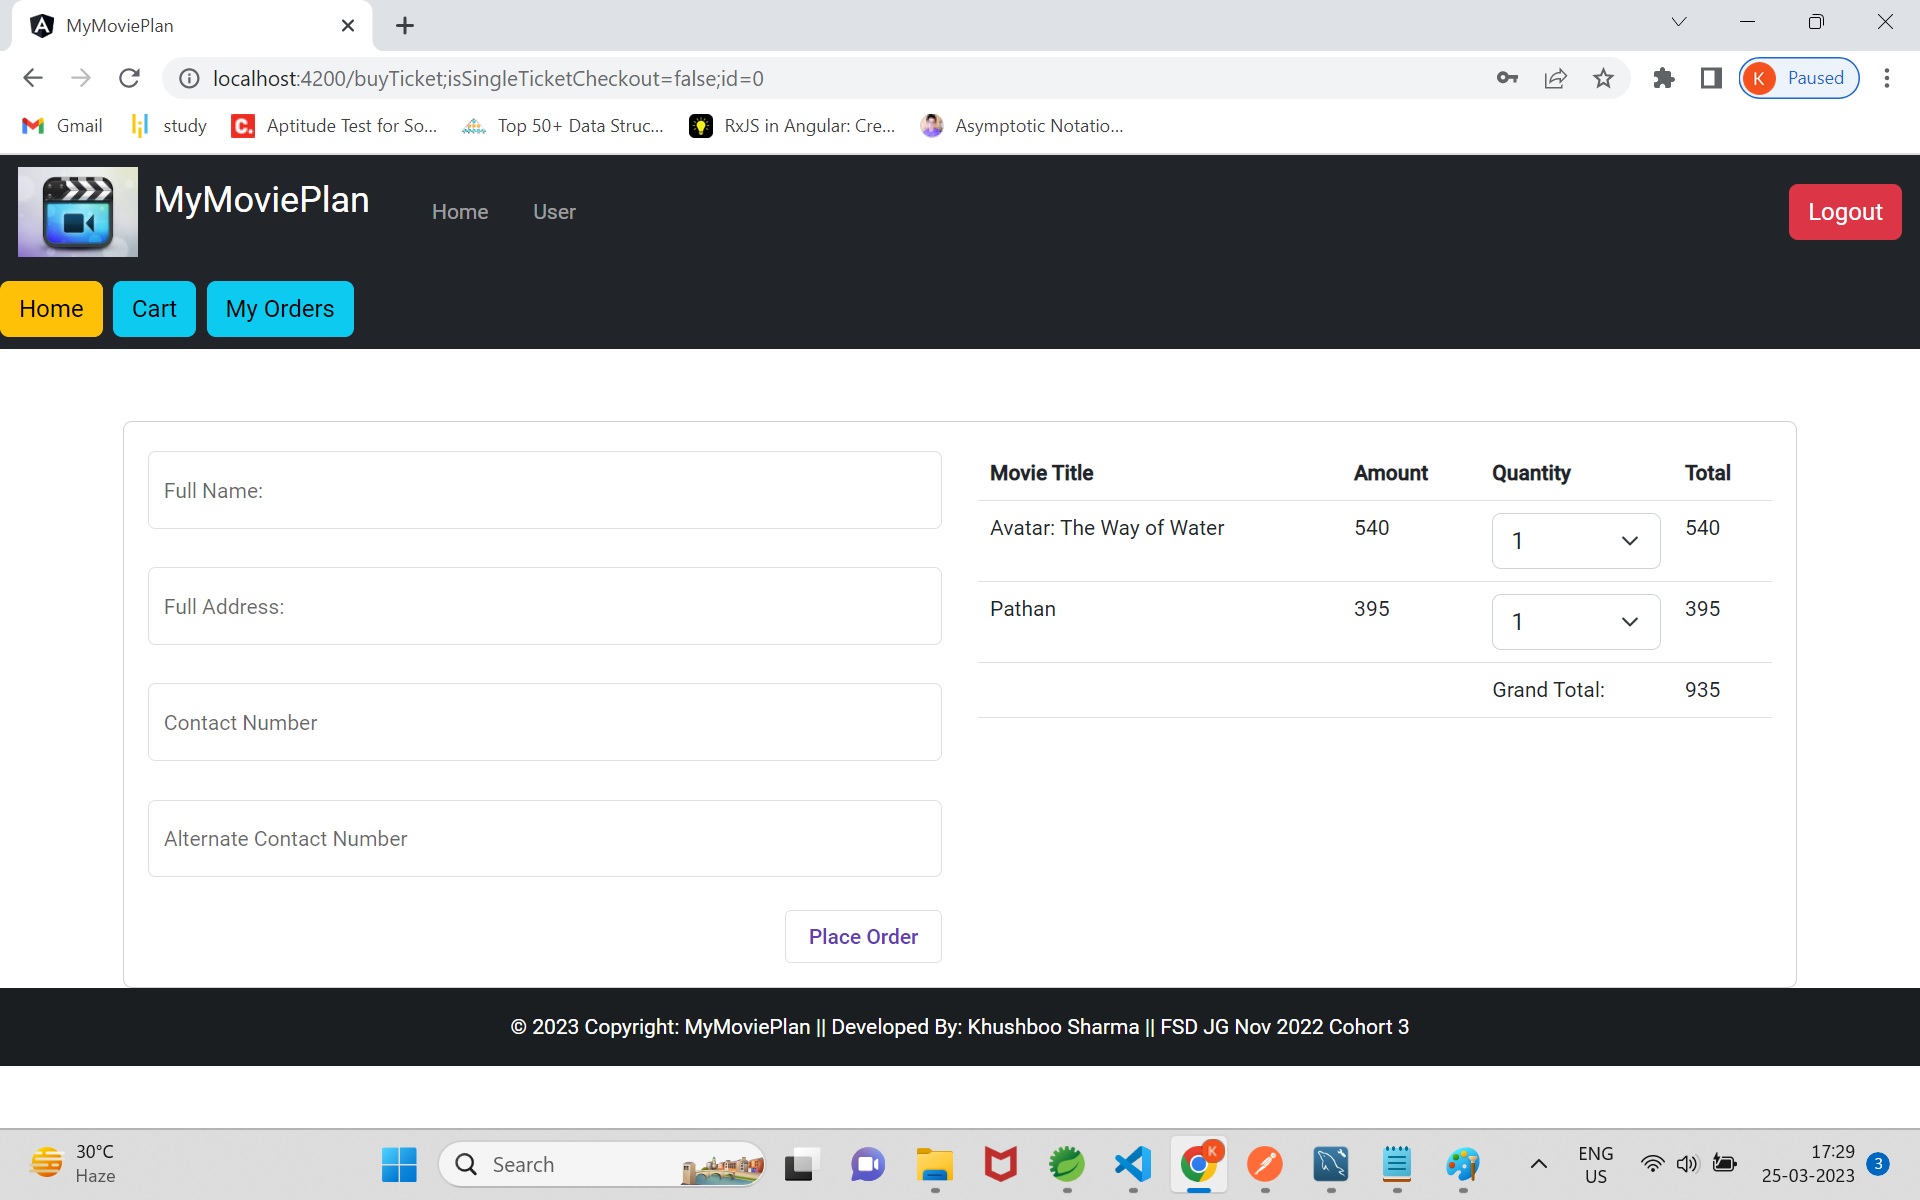 MyMoviePlan
localhost:4200/buyTicket;isSingleTicketCheckout=false;id=0
K Paused
Gmail study C. Aptitude Test for So... Top 50+ Data Struc... RxJS in Angular: Cre... Asymptotic Notatio...
MyMoviePlan Home User Logout
Home Cart My Orders
Full Name:
Full Address:
Contact Number
Alternate Contact Number
Place Order
Movie Title Amount Quantity Total
Avatar: The Way of Water 540 1 540
Pathan 395 1 395
Grand Total: 935
© 2023 Copyright: MyMoviePlan || Developed By: Khushboo Sharma || FSD JG Nov 2022 Cohort 3
30°C
Haze
Search
K
ENG
US
17:29
25-03-2023
3